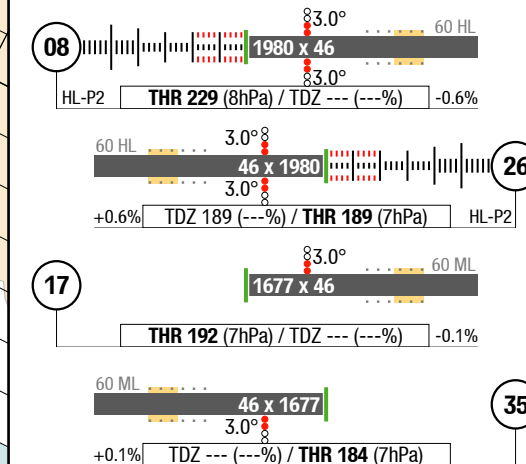 3.0° 60 HL
08 1980 x 46
3.0°
HL-P2 THR 229 (8hPa) / TDZ --- (---%) -0.6%
60 HL 3.0°
46 x 1980 26
3.0°
+0.6% TDZ 189 (---%) / THR 189 (7hPa) HL-P2
3.0° 60 ML
17 1677 x 46
THR 192 (7hPa) / TDZ --- (---%) -0.1%
60 ML
46 x 1677 35
3.0°
+0.1% TDZ --- (---%) / THR 184 (7hPa)